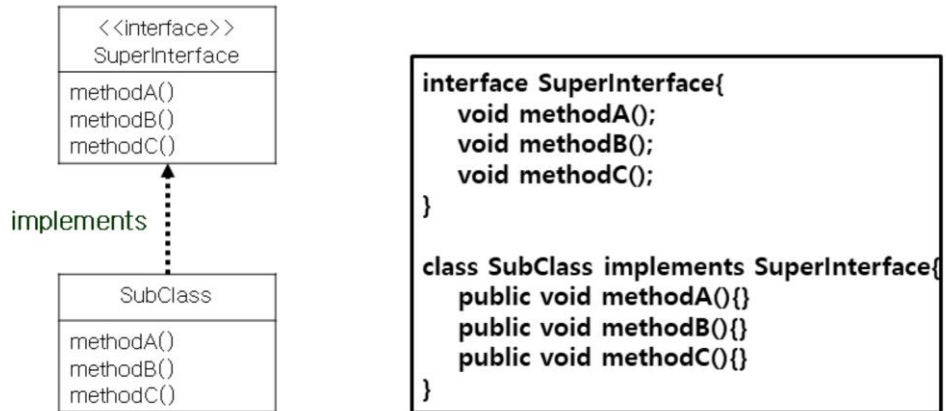 <<interface>>
SuperInterface
methodA()
methodB()
methodC()
implements
SubClass
methodA()
methodB()
methodC()
interface SuperInterface{
void methodA();
void methodB();
void methodC();
}
class SubClass implements SuperInterface{
public void methodA(){}
public void methodB(){}
public void methodC(){}
}